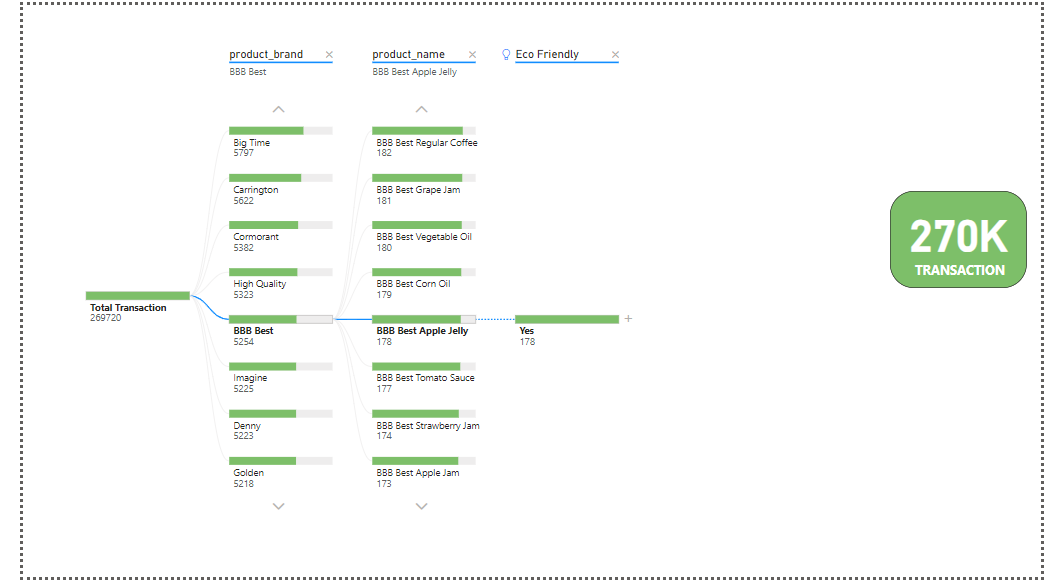 product_brand ×
BBB Best
product_name ×
BBB Best Apple Jelly
Eco Friendly ×
Total Transaction
269720
Big Time
5797
Carrington
5622
Cormorant
5382
High Quality
5323
BBB Best
5254
Imagine
5225
Denny
5223
Golden
5218
BBB Best Regular Coffee
182
BBB Best Grape Jam
181
BBB Best Vegetable Oil
180
BBB Best Corn Oil
179
BBB Best Apple Jelly
178
BBB Best Tomato Sauce
177
BBB Best Strawberry Jam
174
BBB Best Apple Jam
173
Yes
178
+
270K
TRANSACTION